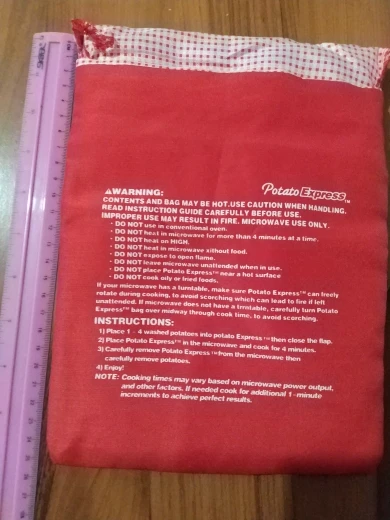 Potato Express™
⚠WARNING:
CONTENTS AND BAG MAY BE HOT.USE CAUTION WHEN HANDLING.
READ INSTRUCTION GUIDE CAREFULLY BEFORE USE.
IMPROPER USE MAY RESULT IN FIRE. MICROWAVE USE ONLY.
· DO NOT use in conventional oven.
· DO NOT heat in microwave for more than 4 minutes at a time.
· DO NOT heat on HIGH.
· DO NOT heat in microwave without food.
· DO NOT expose to open flame.
· DO NOT leave microwave unattended when in use.
· DO NOT place Potato Express™ near a hot surface
· DO NOT cook oily or fried foods.
If your microwave has a turntable, make sure Potato Express™ can freely
rotate during cooking, to avoid scorching which can lead to fire if left
unattended. If microwave does not have a turntable, carefully turn Potato
Express™ bag over midway through cook time, to avoid scorching.
INSTRUCTIONS:
1) Place 1 - 4 washed potatoes into Potato Express™ then close the flap.
2) Place Potato Express™ in the microwave and cook for 4 minutes.
3) Carefully remove Potato Express™ from the microwave then
carefully remove potatoes.
4) Enjoy!
NOTE: Cooking times may vary based on microwave power output,
and other factors. If needed cook for additional 1 - minute
increments to achieve perfect results.